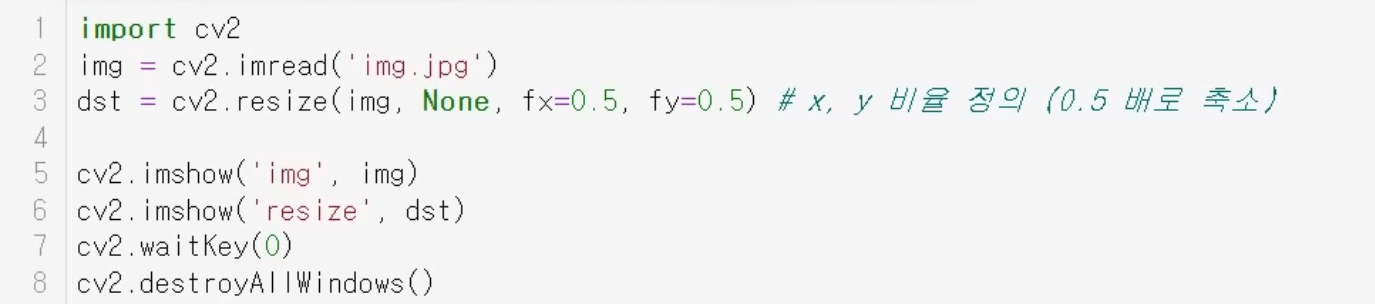 1 import cv2
2 img = cv2.imread('img.jpg')
3 dst = cv2.resize(img, None, fx=0.5, fy=0.5) # x, y 비율 정의 (0.5 배로 축소)
4
5 cv2.imshow('img', img)
6 cv2.imshow('resize', dst)
7 cv2.waitKey(0)
8 cv2.destroyAllWindows()